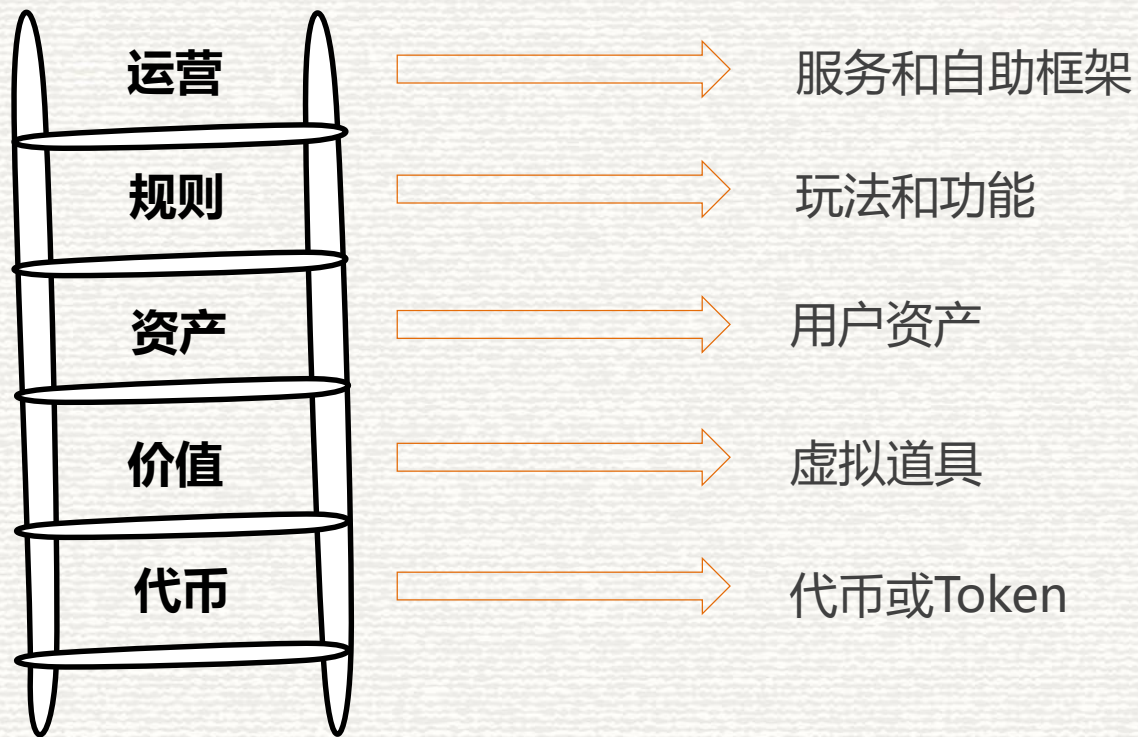 运营
服务和自助框架
规则
玩法和功能
资产
用户资产
价值
虚拟道具
代币
代币或Token